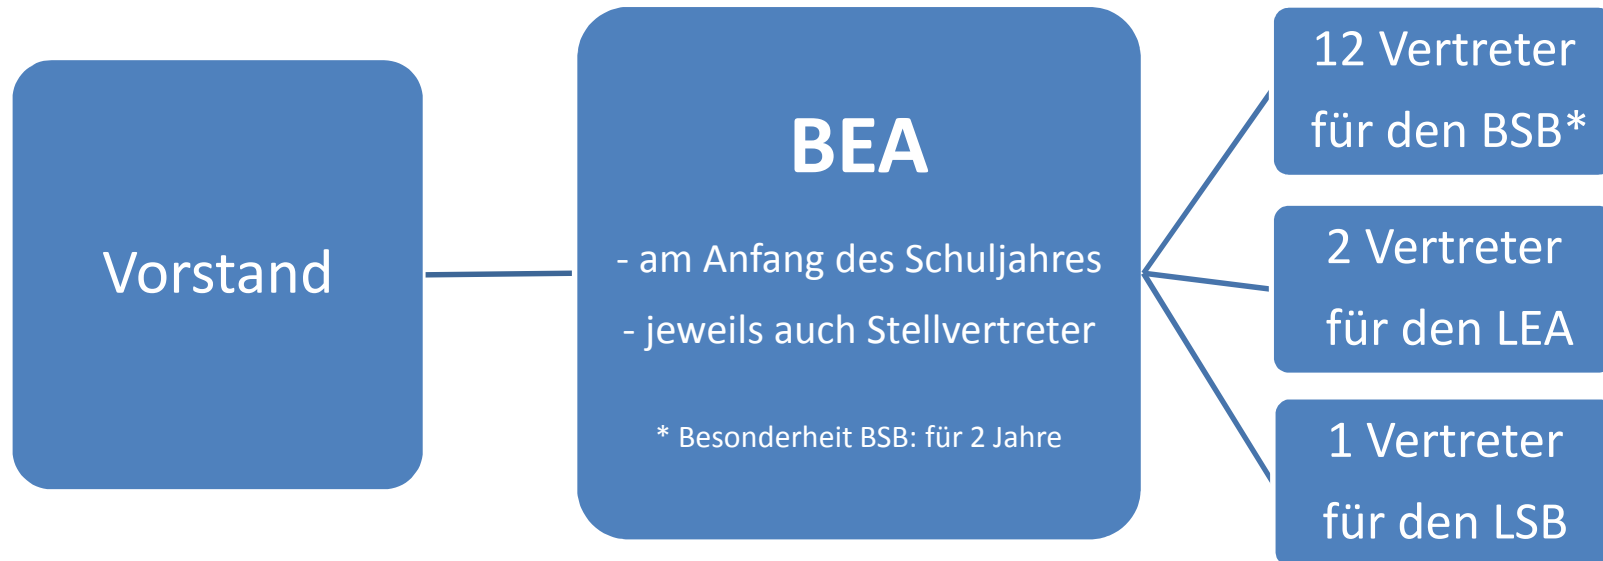 Vorstand
BEA
- am Anfang des Schuljahres
- jeweils auch Stellvertreter
* Besonderheit BSB: für 2 Jahre
12 Vertreter
für den BSB*
2 Vertreter
für den LEA
1 Vertreter
für den LSB